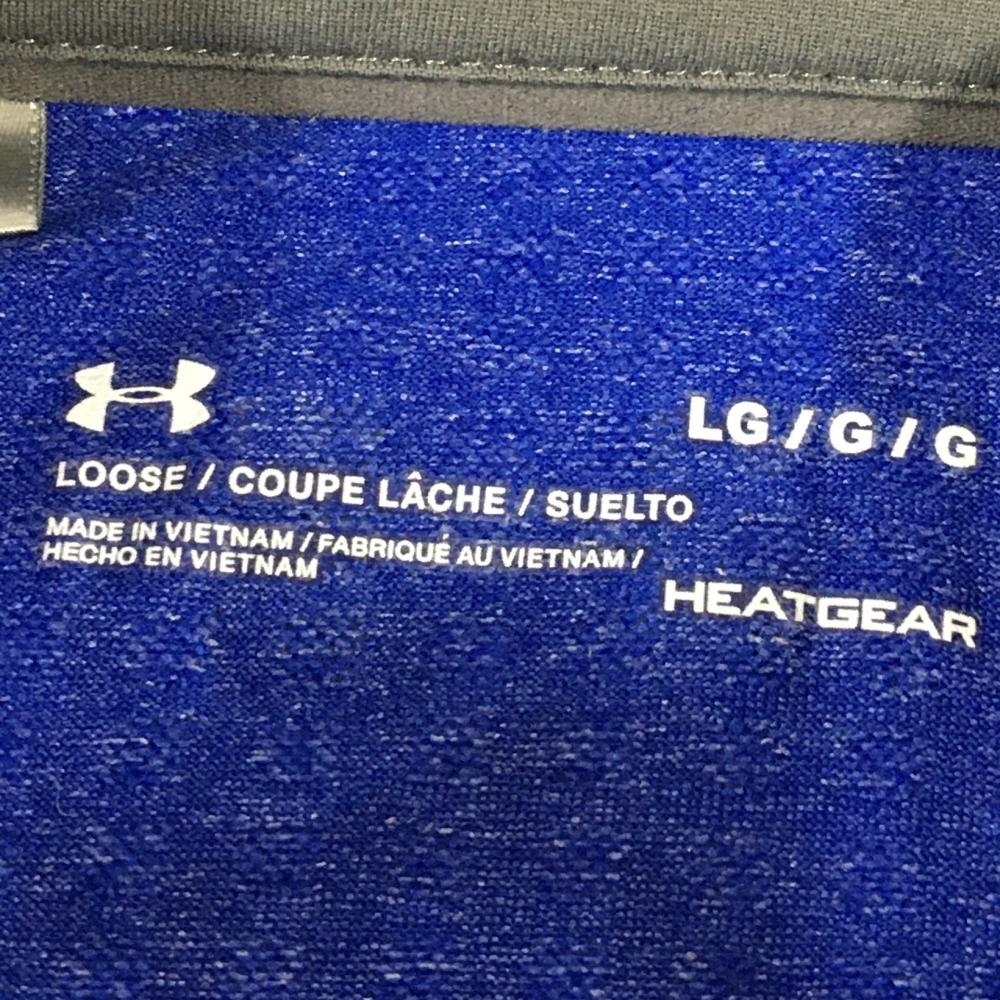 LG / G / G
LOOSE / COUPE LÂCHE / SUELTO
MADE IN VIETNAM / FABRIQUÉ AU VIETNAM /
HECHO EN VIETNAM
HEATGEAR